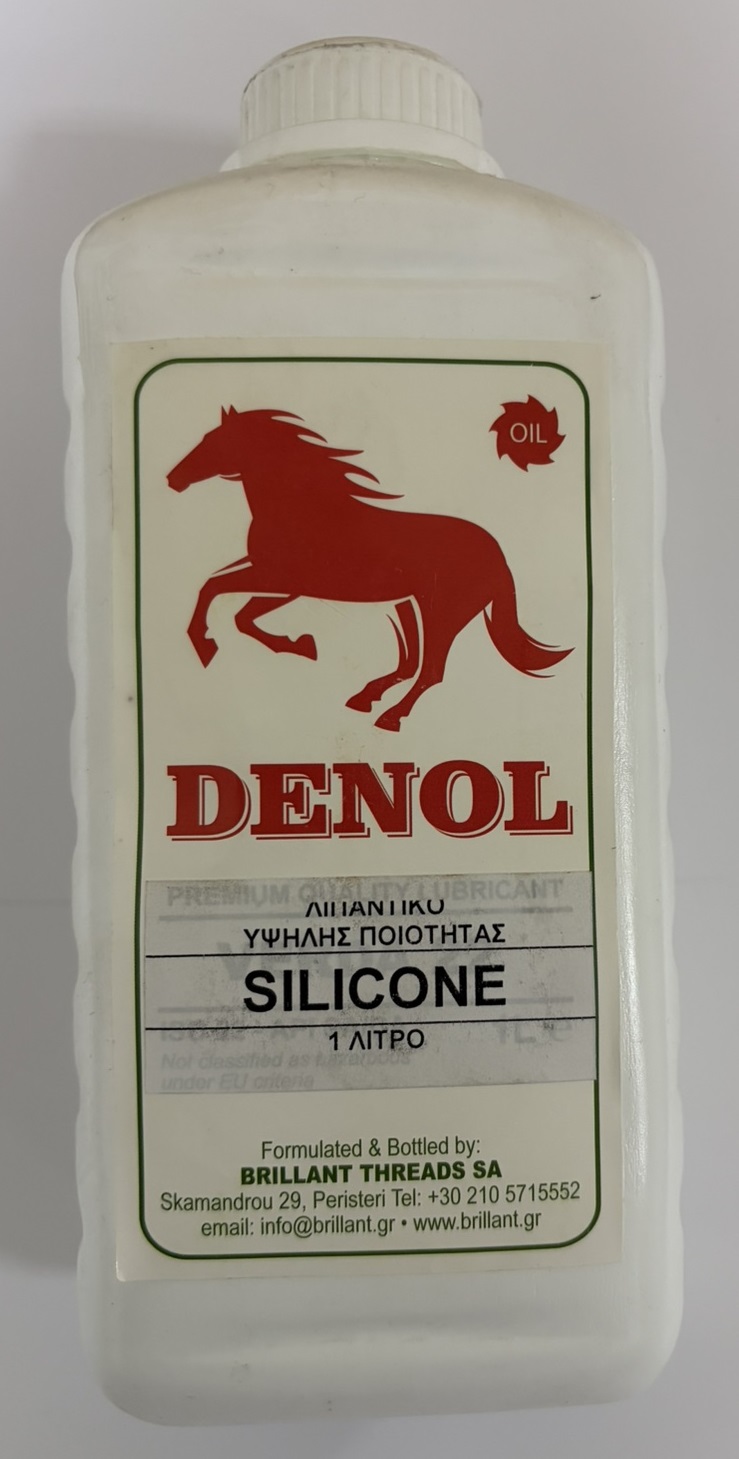 OIL
DENOL
PREMIUM QUALITY LUBRICANT
ΛΙΠΑΝΤΙΚΟ
ΥΨΗΛΗΣ ΠΟΙΟΤΗΤΑΣ
SILICONE
1 ΛΙΤΡΟ
Not classified as
under EU criteria
Formulated & Bottled by:
BRILLANT THREADS SA
Skamandrou 29, Peristeri Tel: +30 210 5715552
email: info@brillant.gr • www.brillant.gr